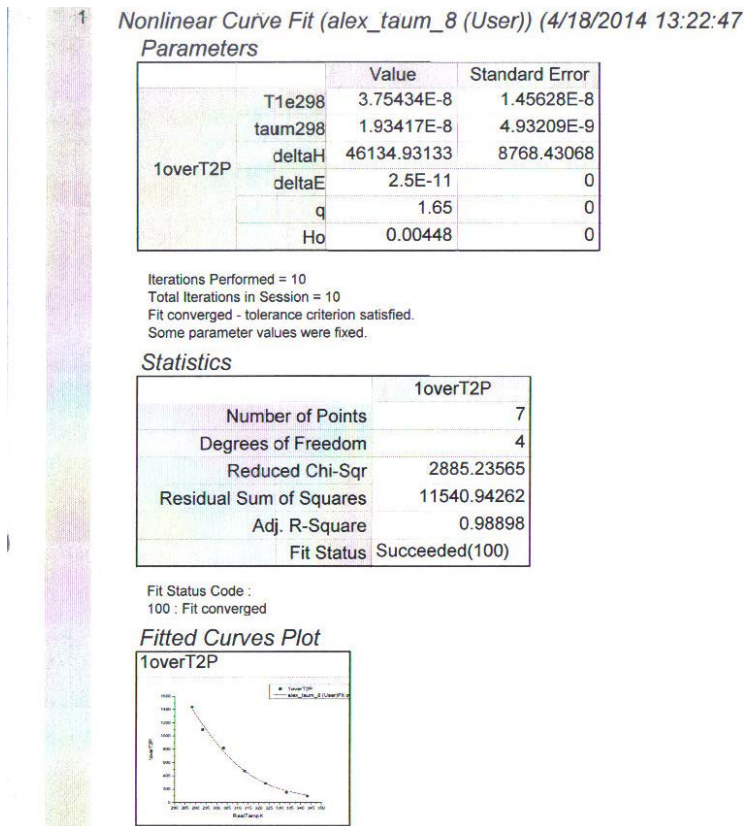 1
Nonlinear Curve Fit (alex_taum_8 (User)) (4/18/2014 13:22:47
Parameters
Value Standard Error
1overT2P
T1e298 3.75434E-8 1.45628E-8
taum298 1.93417E-8 4.93209E-9
deltaH 46134.93133 8768.43068
deltaE 2.5E-11 0
q 1.65 0
Ho 0.00448 0
Iterations Performed = 10
Total Iterations in Session = 10
Fit converged - tolerance criterion satisfied.
Some parameter values were fixed.
Statistics
1overT2P
Number of Points 7
Degrees of Freedom 4
Reduced Chi-Sqr 2885.23565
Residual Sum of Squares 11540.94262
Adj. R-Square 0.98898
Fit Status Succeeded(100)
Fit Status Code :
100 : Fit converged
Fitted Curves Plot
1overT2P
1overT2P